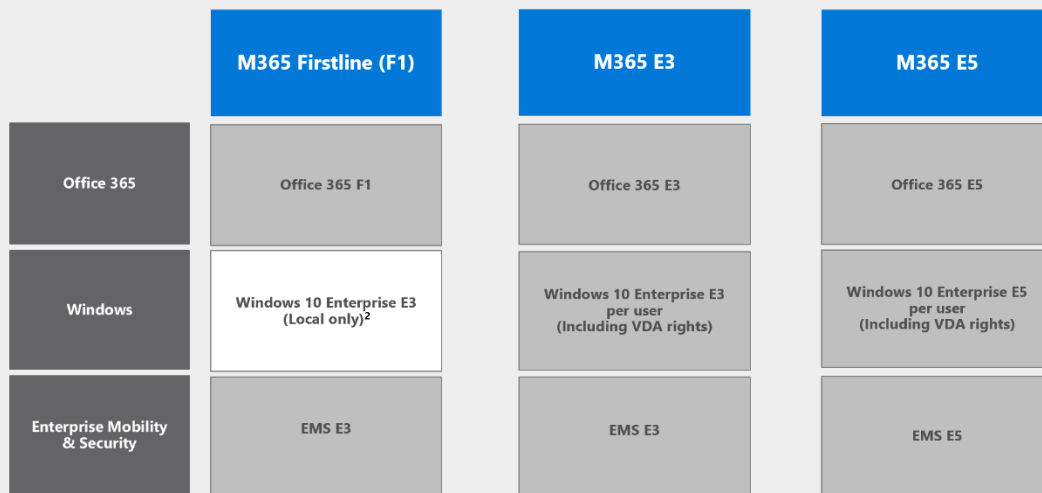 M365 Firstline (F1)
M365 E3
M365 E5
Office 365
Office 365 F1
Office 365 E3
Office 365 E5
Windows
Windows 10 Enterprise E3
(Local only)²
Windows 10 Enterprise E3
per user
(Including VDA rights)
Windows 10 Enterprise E5
per user
(Including VDA rights)
Enterprise Mobility
& Security
EMS E3
EMS E3
EMS E5